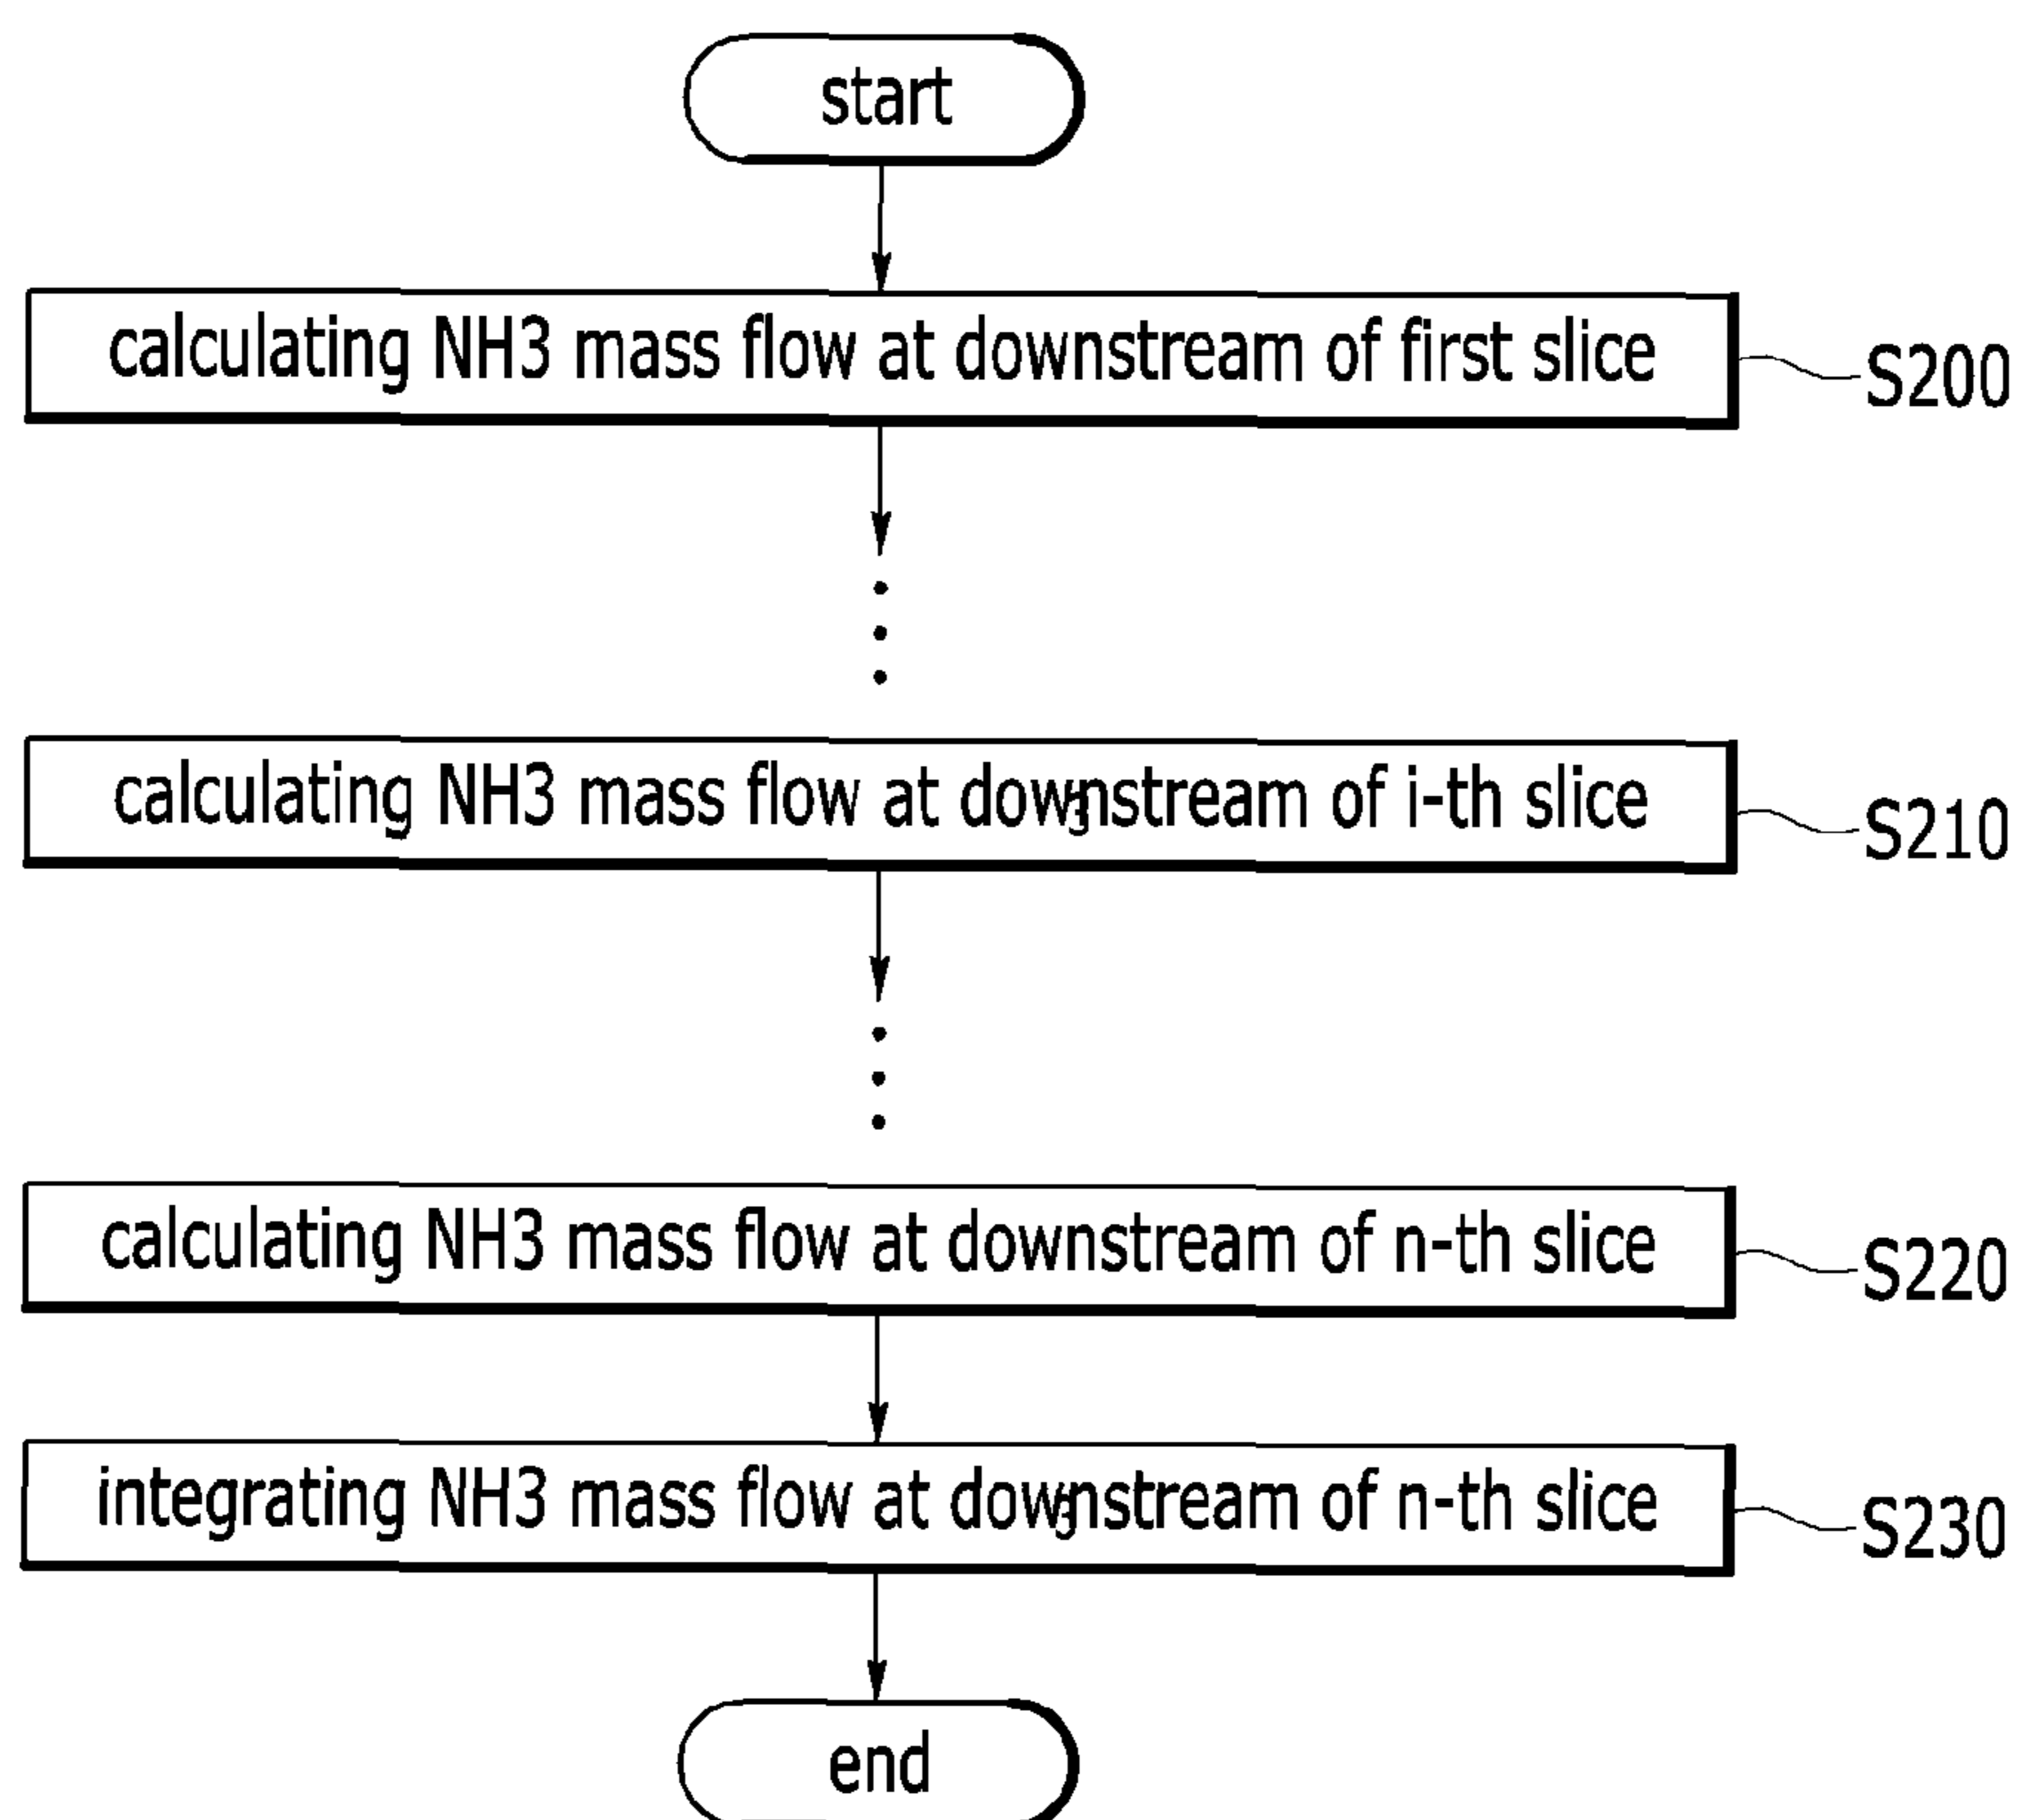 start
calculating NH3 mass flow at downstream of first slice
S200
calculating NH3 mass flow at downstream of i-th slice
3
S210
calculating NH3 mass flow at downstream of n-th slice
S220
integrating NH3 mass flow at downstream of n-th slice
3
S230
end